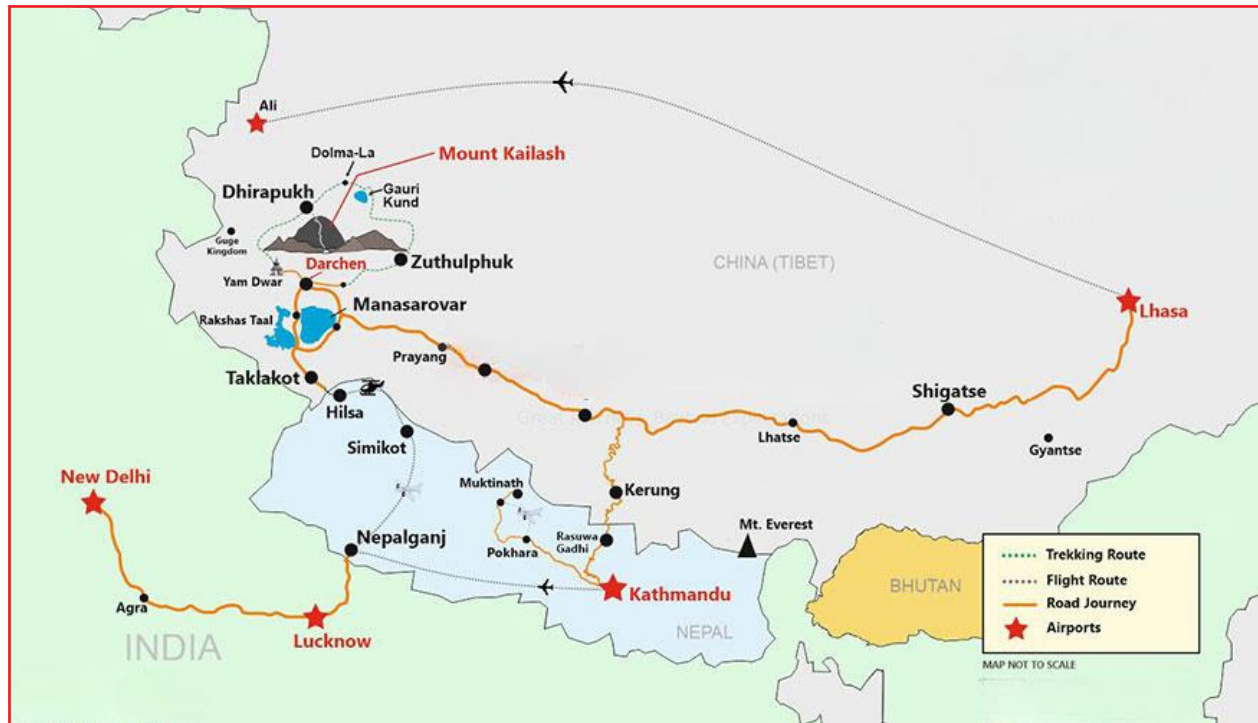 Ali
Dolma-La
Mount Kailash
Dhirapukh
Gauri
Kund
Guge
Kingdom
Zuthulphuk
CHINA (TIBET)
Yam Dwar
Darchen
Manasarovar
Rakshas Taal
Lhasa
Prayang
Taklakot
Hilsa
Shigatse
Simikot
Lhatse
Gyantse
New Delhi
Muktinath
Kerung
Mt. Everest
Nepalganj
Pokhara
Rasuwa
Gadhi
Agra
Kathmandu
BHUTAN
Lucknow
NEPAL
INDIA
Trekking Route
Flight Route
Road Journey
Airports
MAP NOT TO SCALE